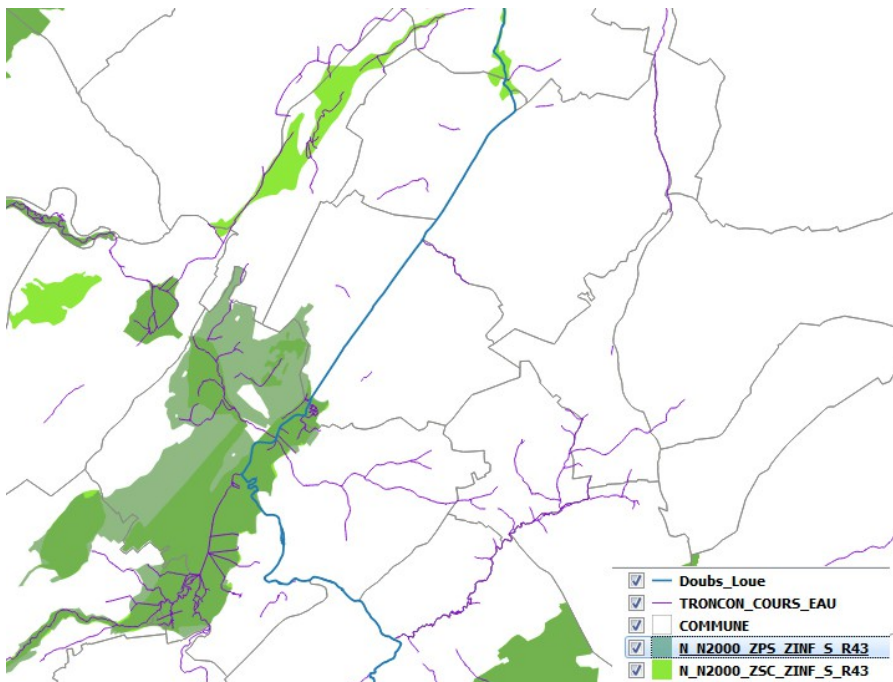 Doubs_Loue
TRONCON_COURS_EAU
COMMUNE
N_N2000_ZPS_ZINF_S_R43
N_N2000_ZSC_ZINF_S_R43